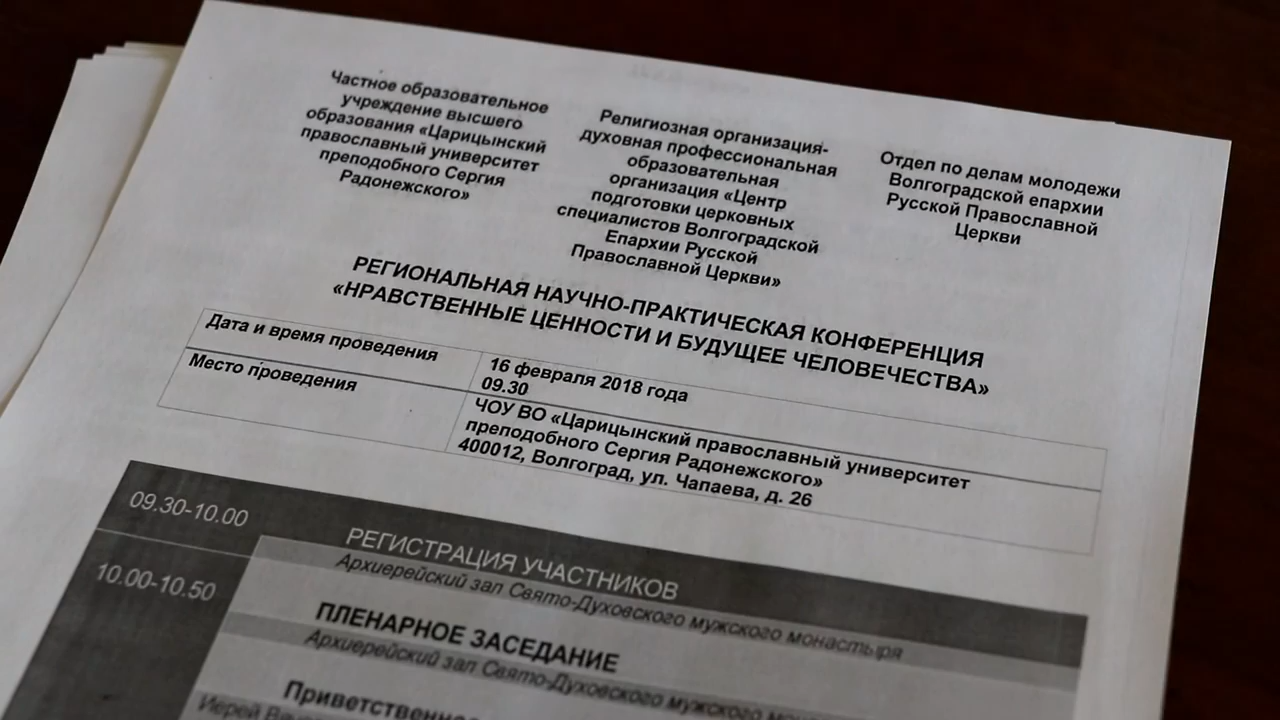 Частное образовательное
учреждение высшего
образования «Царицынский
православный университет
преподобного Сергия
Радонежского»
Религиозная организация-
духовная профессиональная
образовательная
организация «Центр
подготовки церковных
специалистов Волгоградской
Епархии Русской
Православной Церкви»
Отдел по делам молодежи
Волгоградской епархии
Русской Православной
Церкви
РЕГИОНАЛЬНАЯ НАУЧНО-ПРАКТИЧЕСКАЯ КОНФЕРЕНЦИЯ
«НРАВСТВЕННЫЕ ЦЕННОСТИ И БУДУЩЕЕ ЧЕЛОВЕЧЕСТВА»
Дата и время проведения
16 февраля 2018 года
09.30
Место проведения
ЧОУ ВО «Царицынский православный университет
преподобного Сергия Радонежского»
400012, Волгоград, ул. Чапаева, д. 26
09.30-10.00
РЕГИСТРАЦИЯ УЧАСТНИКОВ
Архиерейский зал Свято-Духовского мужского монастыря
10.00-10.50
ПЛЕНАРНОЕ ЗАСЕДАНИЕ
Архиерейский зал Свято-Духовского мужского
Иерей